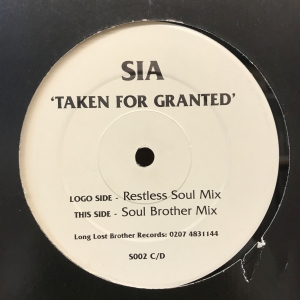 SIA
'TAKEN FOR GRANTED'
LOGO SIDE - Restless Soul Mix
THIS SIDE - Soul Brother Mix
Long Lost Brother Records: 0207 4831144
S002 C/D